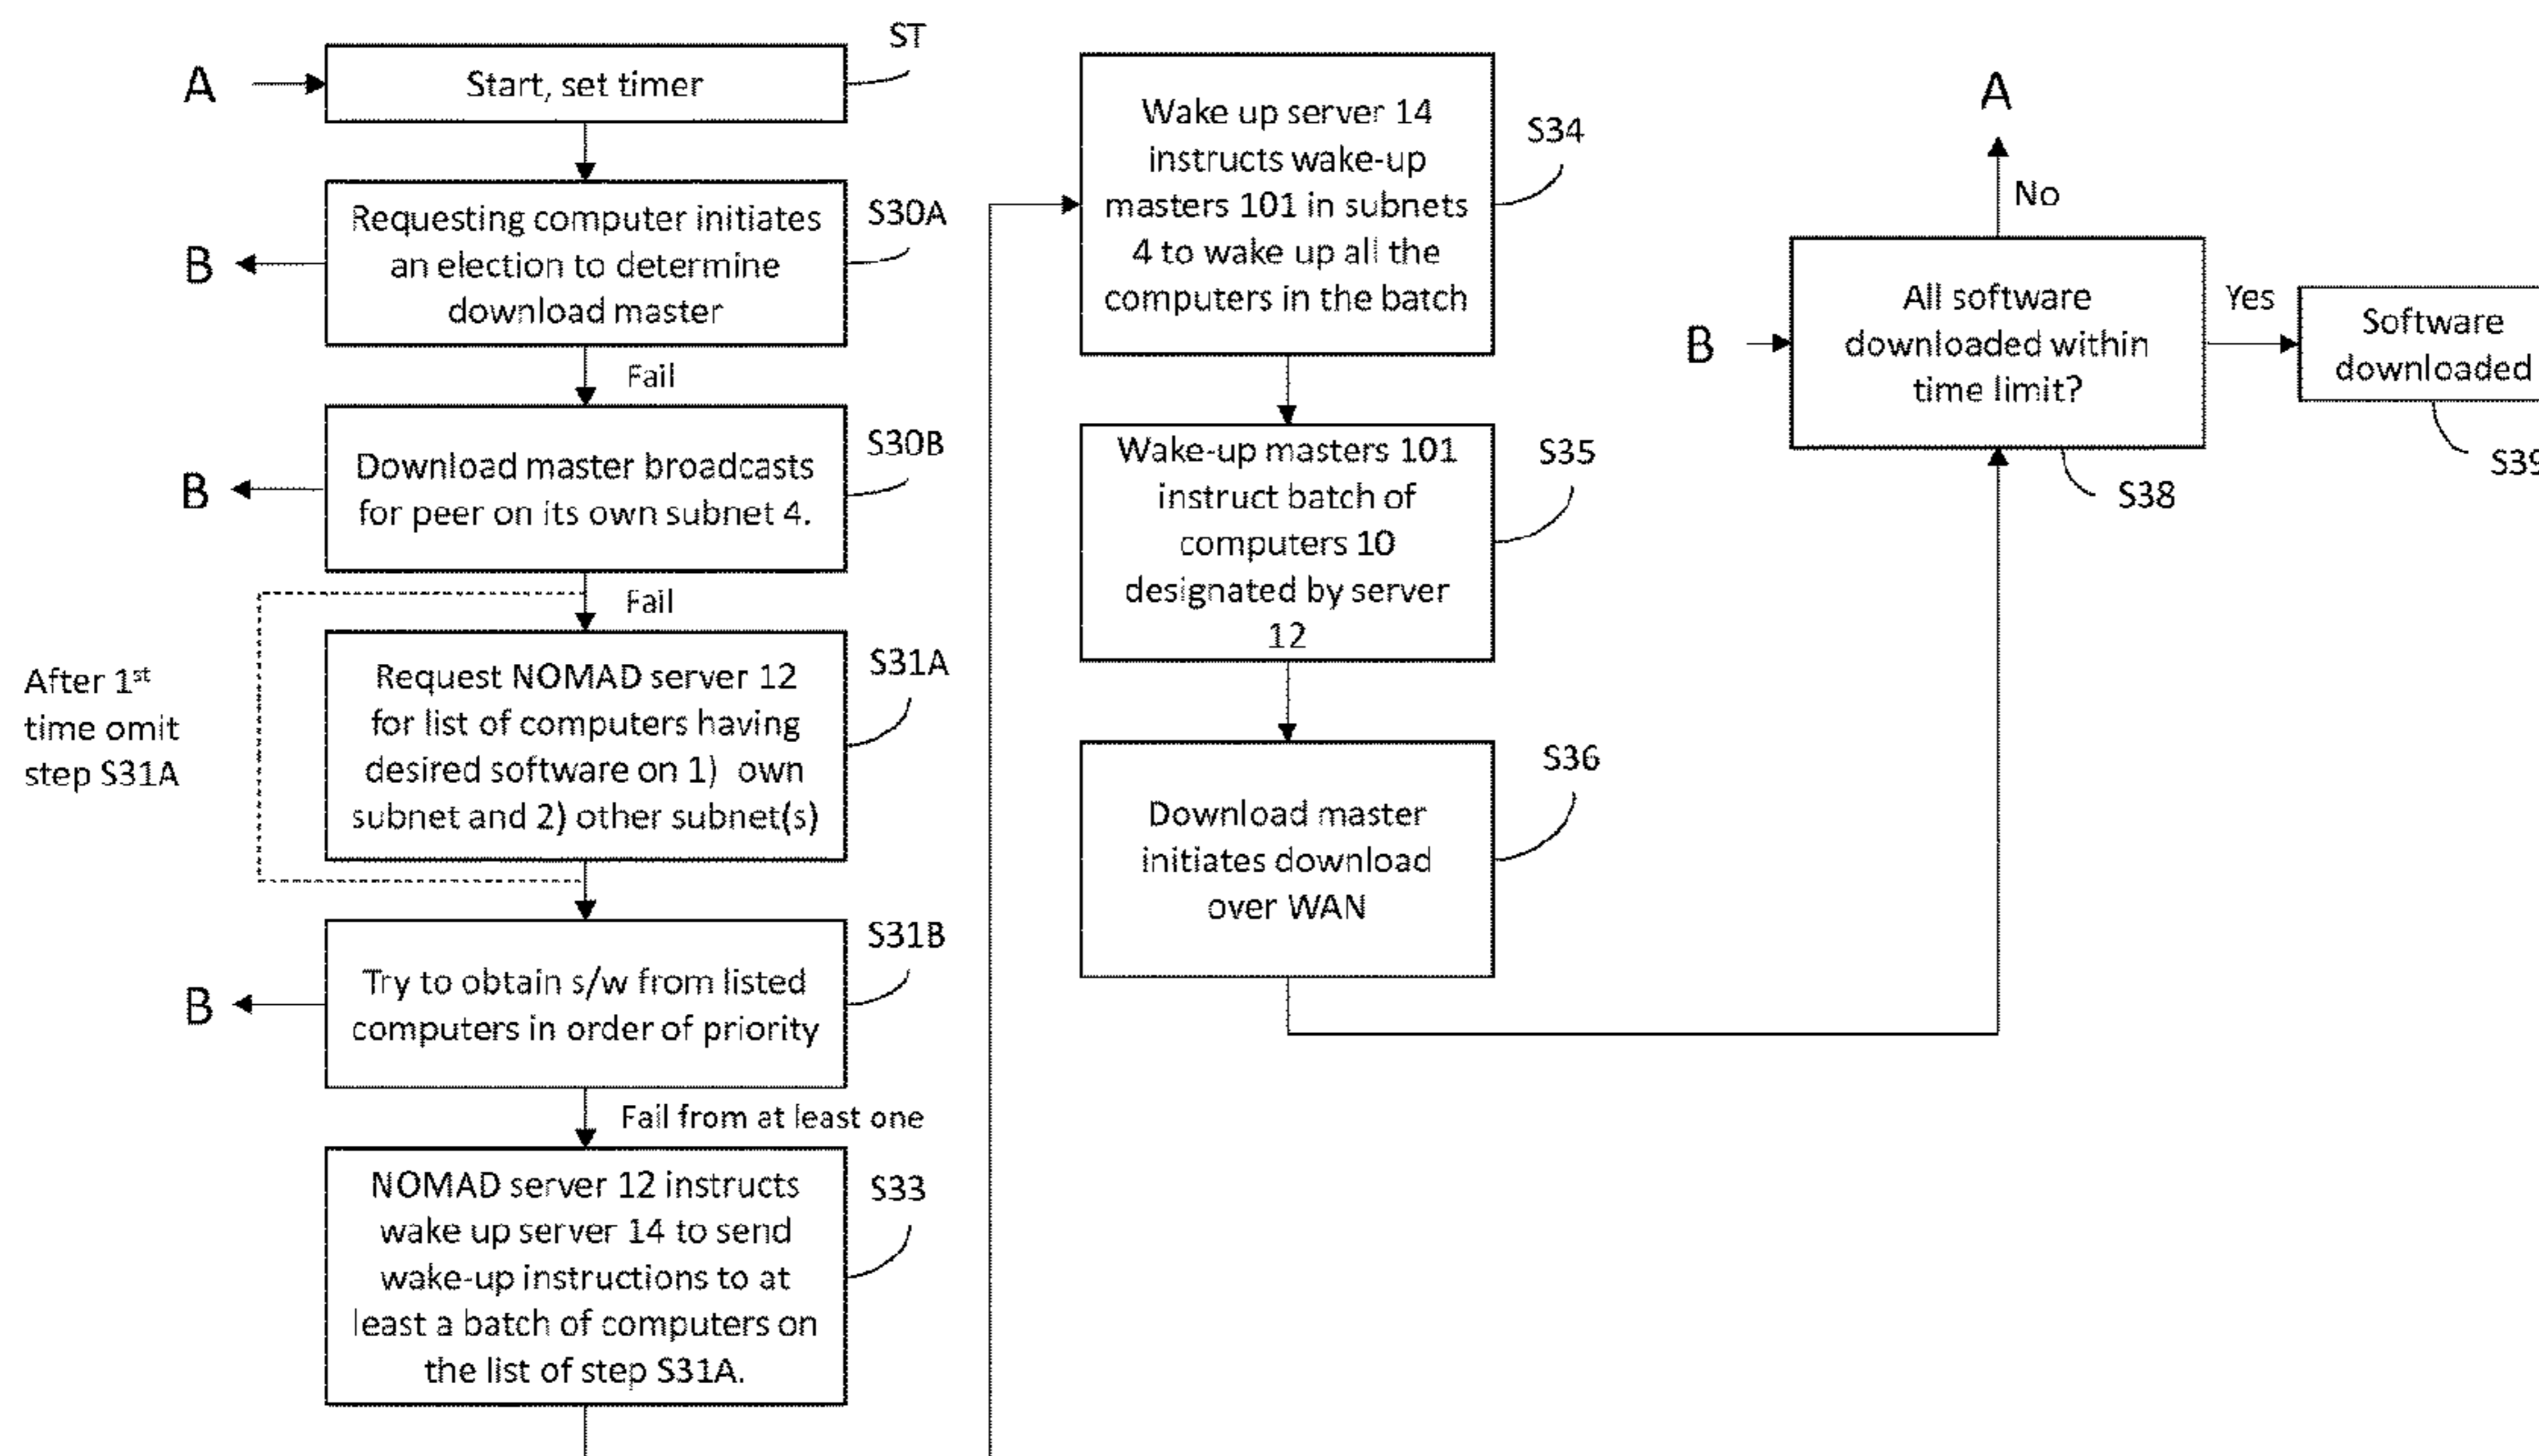 ST
A
Start, set timer
Requesting computer initiates
an election to determine
download master
S30A
B
Fail
Download master broadcasts
for peer on its own subnet 4.
S30B
B
Fail
After 1st
time omit
step S31A
Request NOMAD server 12
for list of computers having
desired software on 1) own
subnet and 2) other subnet(s)
S31A
Try to obtain s/w from listed
computers in order of priority
S31B
B
Fail from at least one
NOMAD server 12 instructs
wake up server 14 to send
wake-up instructions to at
least a batch of computers on
the list of step S31A.
S33
Wake up server 14
instructs wake-up
masters 101 in subnets
4 to wake up all the
computers in the batch
S34
Wake-up masters 101
instruct batch of
computers 10
designated by server
12
S35
Download master
initiates download
over WAN
S36
A
No
B
All software
downloaded within
time limit?
S38
Yes
Software
downloaded
S39